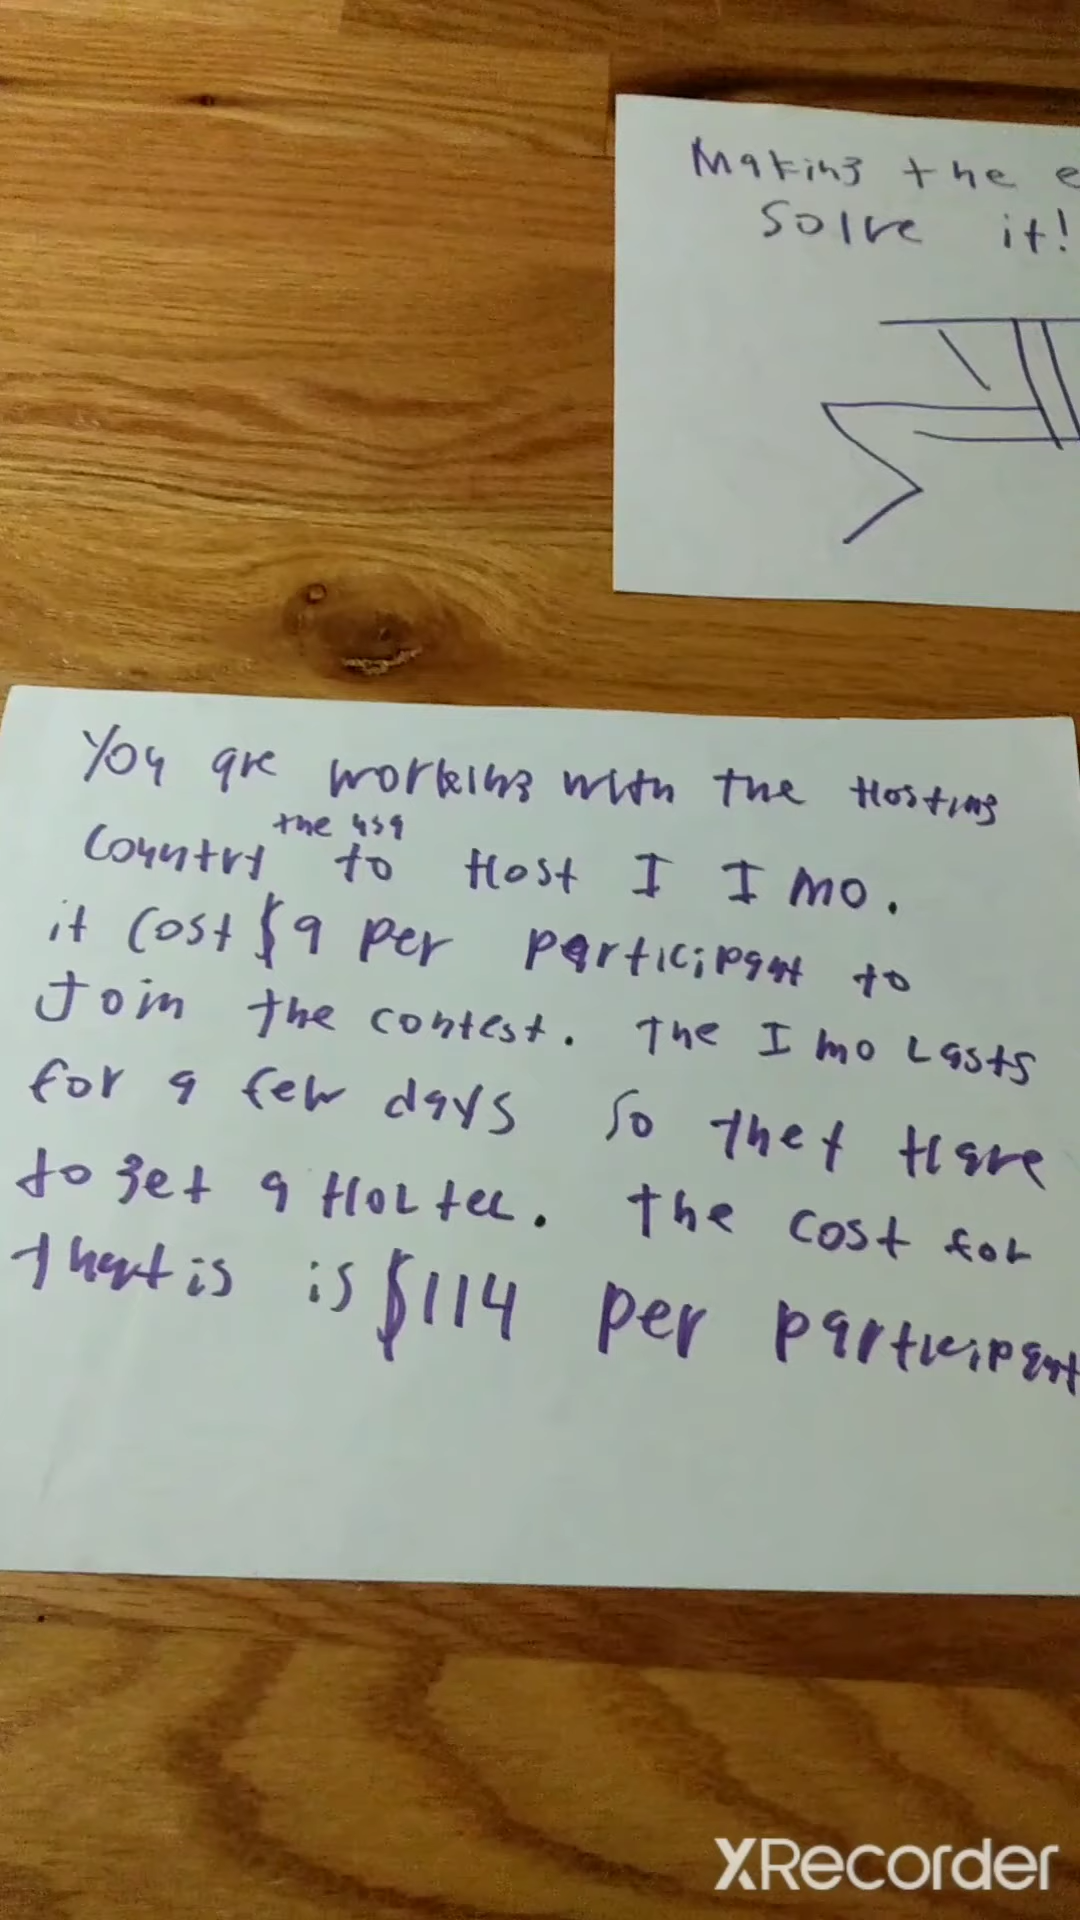 Making the e
solve it!
You are working with the Hosting
the usa
country to Host I Imo.
it cost $9 per participant to
Join the contest. The Imo Lasts
for a few days so they Have
to get a Holtel. The cost for
that is is $114 per participant
XRecorder